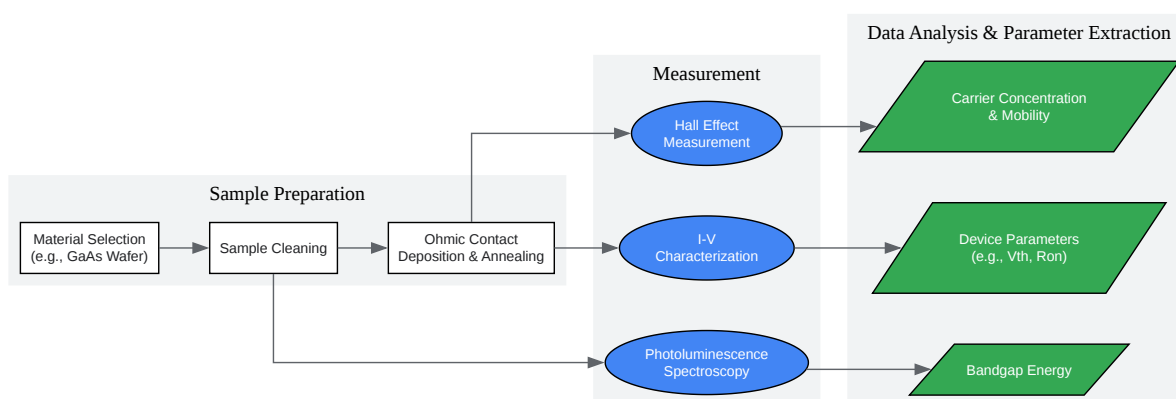 Data Analysis & Parameter Extraction
Measurement
Carrier Concentration
& Mobility
Hall Effect
Measurement
Sample Preparation
Material Selection
(e.g., GaAs Wafer)
Sample Cleaning
Ohmic Contact
Deposition & Annealing
I-V
Characterization
Device Parameters
(e.g., Vth, Ron)
Photoluminescence
Spectroscopy
Bandgap Energy